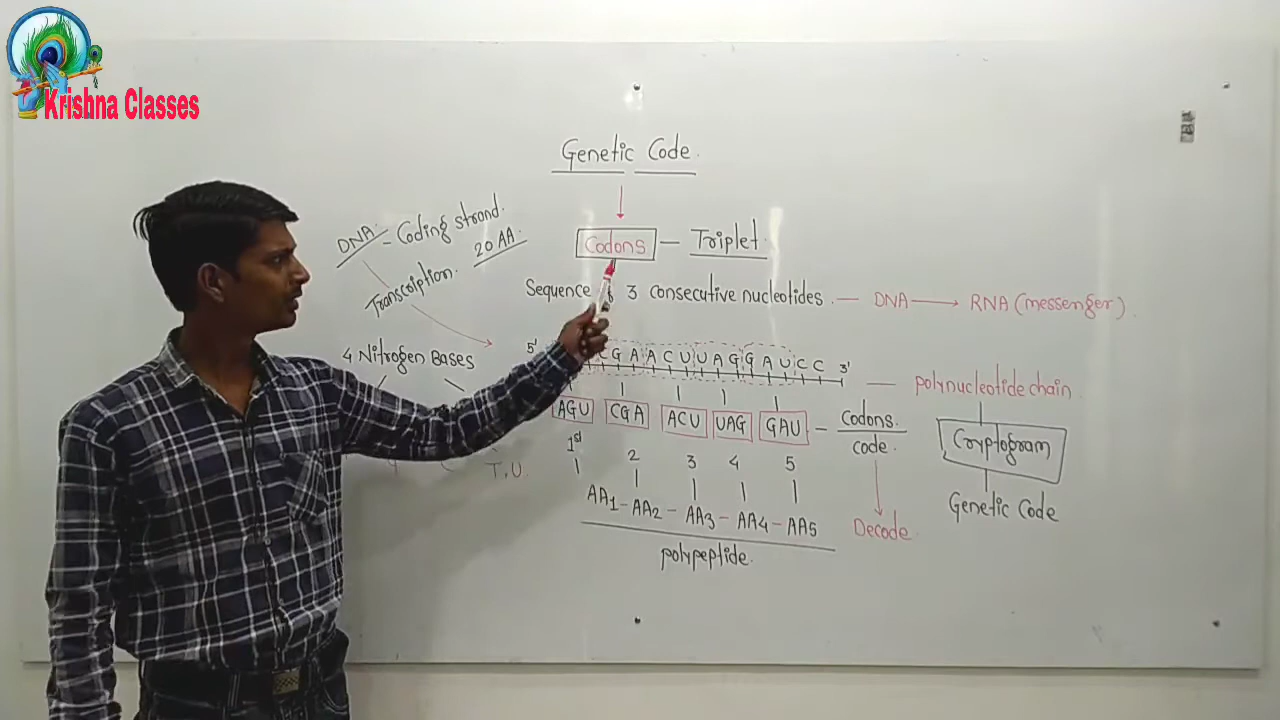 Krishna Classes
Genetic Code.
Codons — Triplet.
DNA. - Coding strand.
20 AA.
Transcription.
Sequence 3 consecutive nucleotides. — DNA → RNA (messenger).
4 Nitrogen Bases
5' G A A C U U A G G A U C C 3' — polynucleotide chain
AGU CGA ACU UAG GAU — Codons.
code.
Cryptogram
1st 2 3 4 5
T.U.
AA1 - AA2 - AA3 - AA4 - AA5
Decode.
Genetic Code
polypeptide.